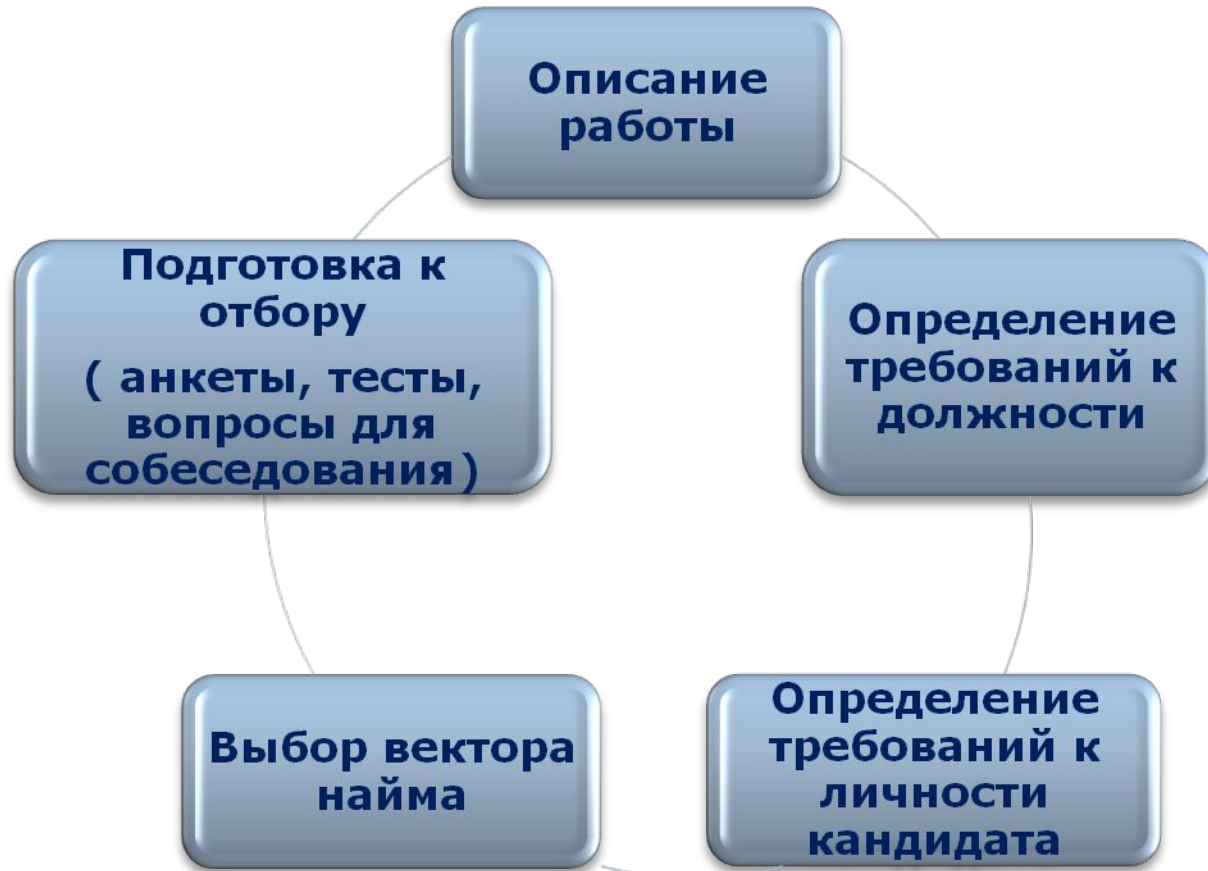 Описание
работы
Определение
требований к
должности
Определение
требований к
личности
кандидата
Выбор вектора
найма
Подготовка к
отбору
( анкеты, тесты,
вопросы для
собеседования)